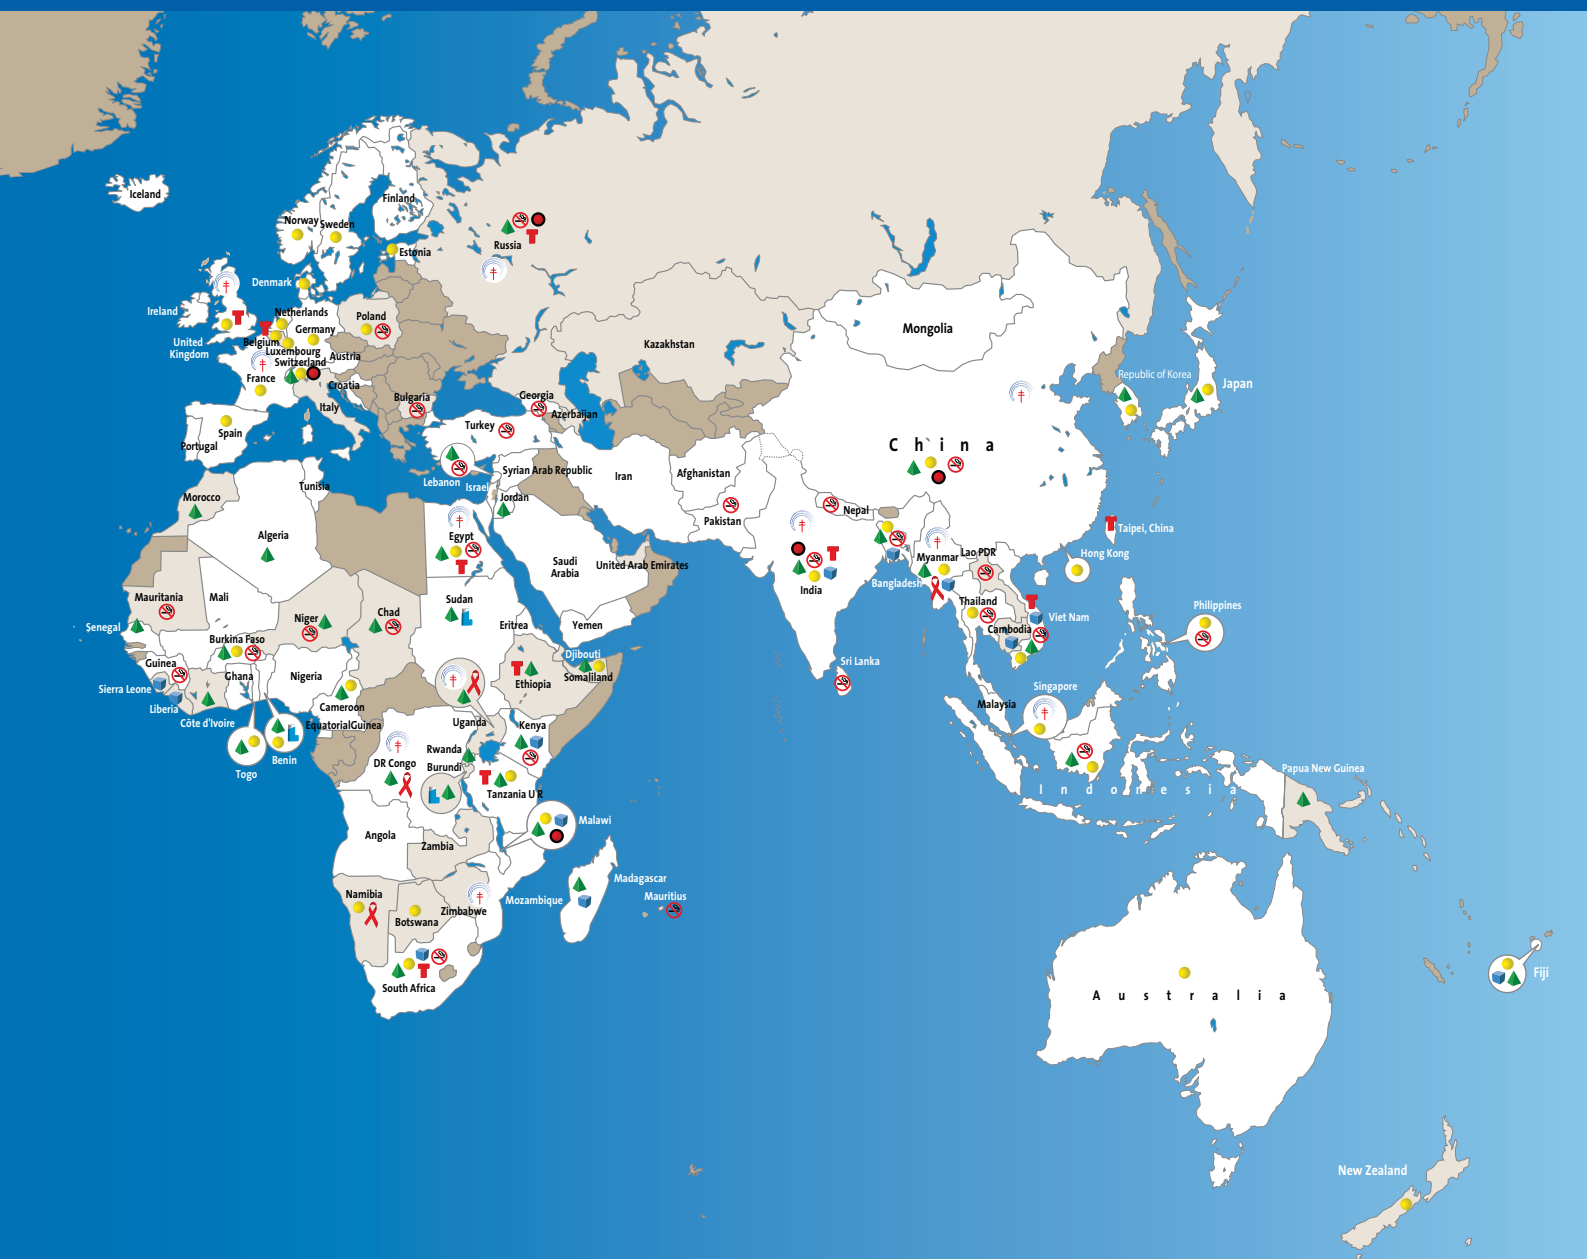 Iceland
Finland
Norway
Sweden
Estonia
Russia
Denmark
Ireland
Netherlands
Poland
Germany
United
Kingdom
Belgium
Luxembourg
Austria
Switzerland
France
Croatia
Italy
Bulgaria
Georgia
Azerbaijan
Kazakhstan
Mongolia
Republic of Korea
Japan
Spain
Portugal
Turkey
C h i n a
Lebanon
Israel
Syrian Arab Republic
Iran
Afghanistan
Jordan
Tunisia
Morocco
Algeria
Egypt
Pakistan
Nepal
Taipei, China
Hong Kong
Saudi
Arabia
United Arab Emirates
India
Bangladesh
Myanmar
Lao PDR
Thailand
Viet Nam
Cambodia
Philippines
Mauritania
Mali
Niger
Chad
Sudan
Eritrea
Yemen
Senegal
Burkina Faso
Djibouti
Somaliland
Guinea
Ghana
Nigeria
Ethiopia
Sri Lanka
Sierra Leone
Liberia
Côte d'Ivoire
Cameroon
EquatorialGuinea
Uganda
Kenya
Singapore
Malaysia
Togo
Benin
DR Congo
Rwanda
Burundi
Tanzania U R
I n d o n e s i a
Papua New Guinea
Angola
Zambia
Malawi
Namibia
Botswana
Zimbabwe
Mozambique
Madagascar
Mauritius
South Africa
A u s t r a l i a
Fiji
New Zealand